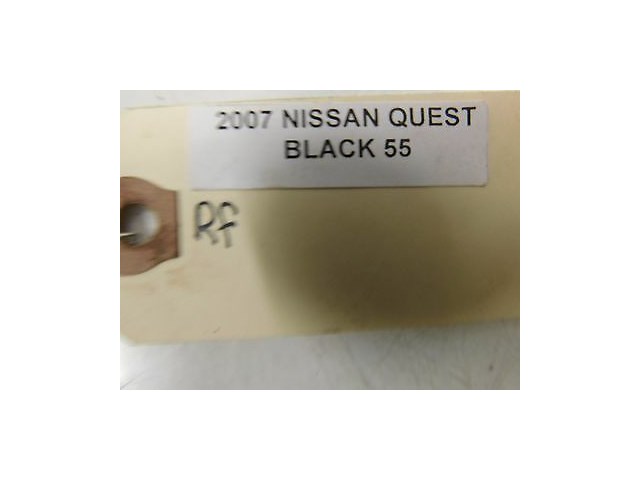 2007 NISSAN QUEST
BLACK 55
Rf